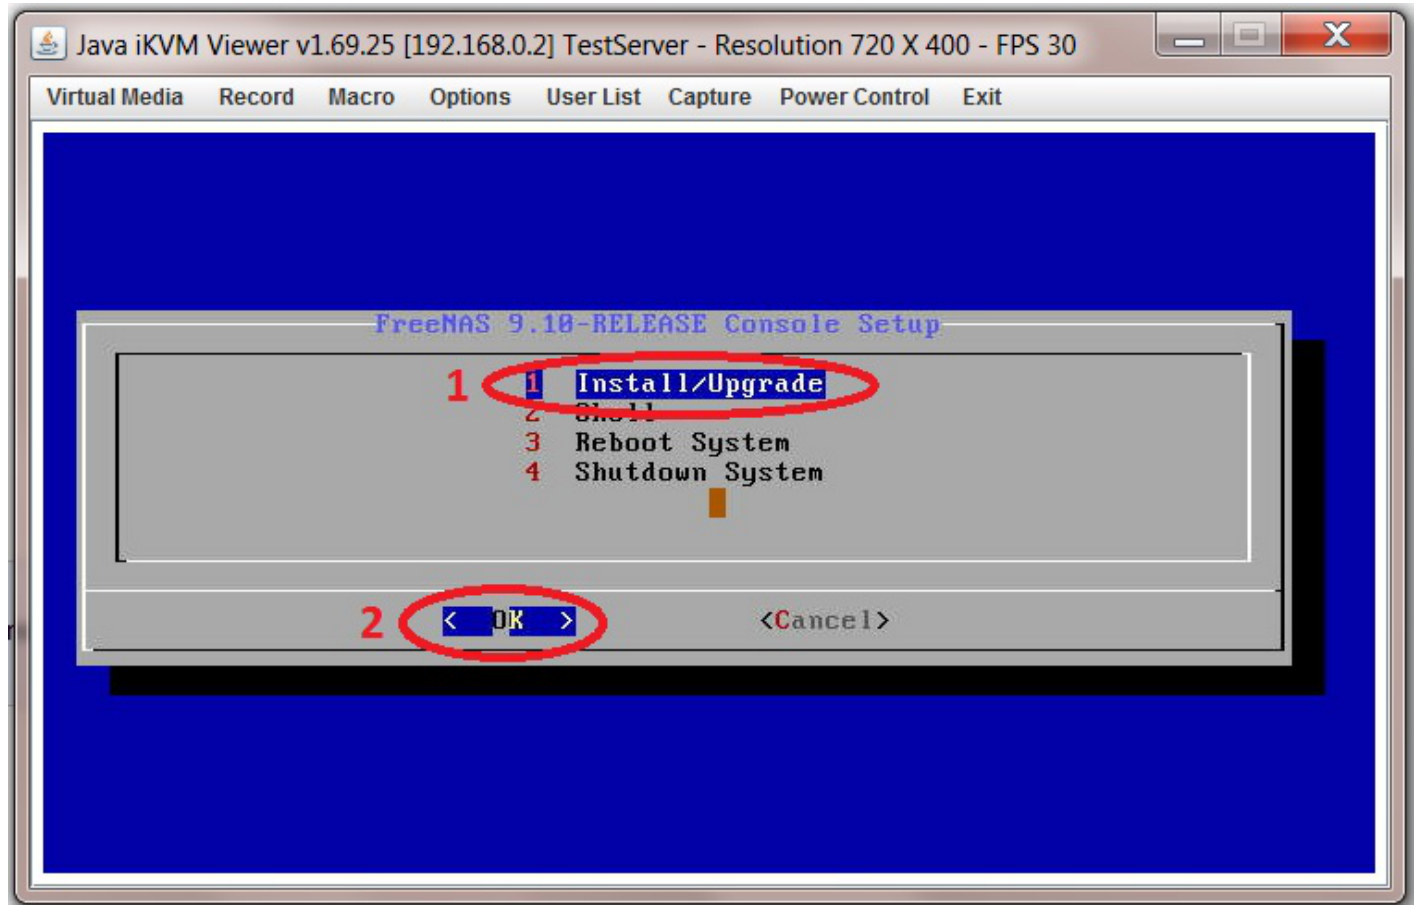 Java iKVM Viewer v1.69.25 [192.168.0.2] TestServer - Resolution 720 X 400 - FPS 30
Virtual Media Record Macro Options User List Capture Power Control Exit
FreeNAS 9.10-RELEASE Console Setup
1 1 Install/Upgrade
2 Shell
3 Reboot System
4 Shutdown System
2 < OK > <Cancel>